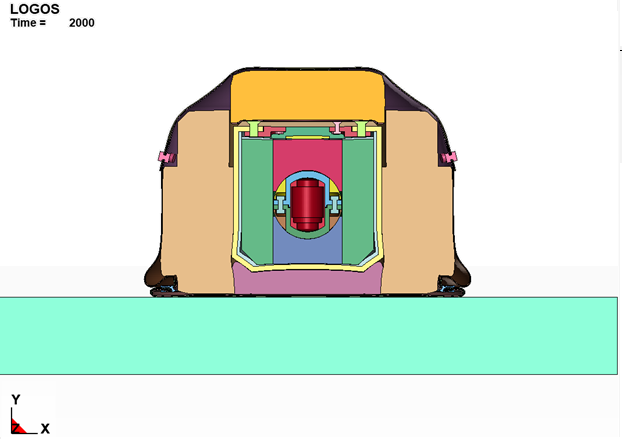 LOGOS
Time = 2000
Y
Z X